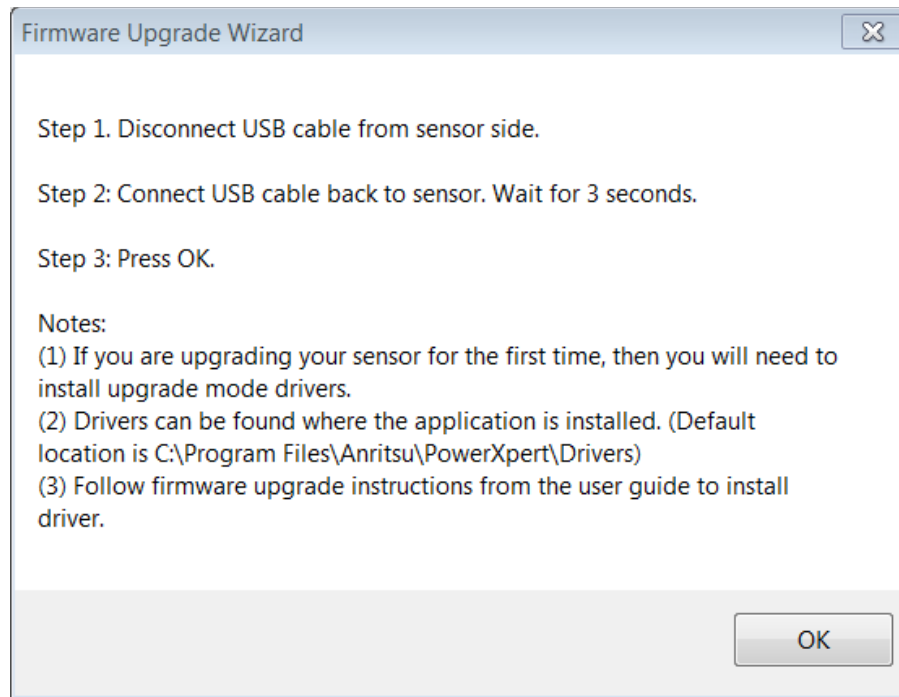 Firmware Upgrade Wizard
Step 1. Disconnect USB cable from sensor side.
Step 2: Connect USB cable back to sensor. Wait for 3 seconds.
Step 3: Press OK.
Notes:
(1) If you are upgrading your sensor for the first time, then you will need to
install upgrade mode drivers.
(2) Drivers can be found where the application is installed. (Default
location is C:\Program Files\Anritsu\PowerXpert\Drivers)
(3) Follow firmware upgrade instructions from the user guide to install
driver.
OK